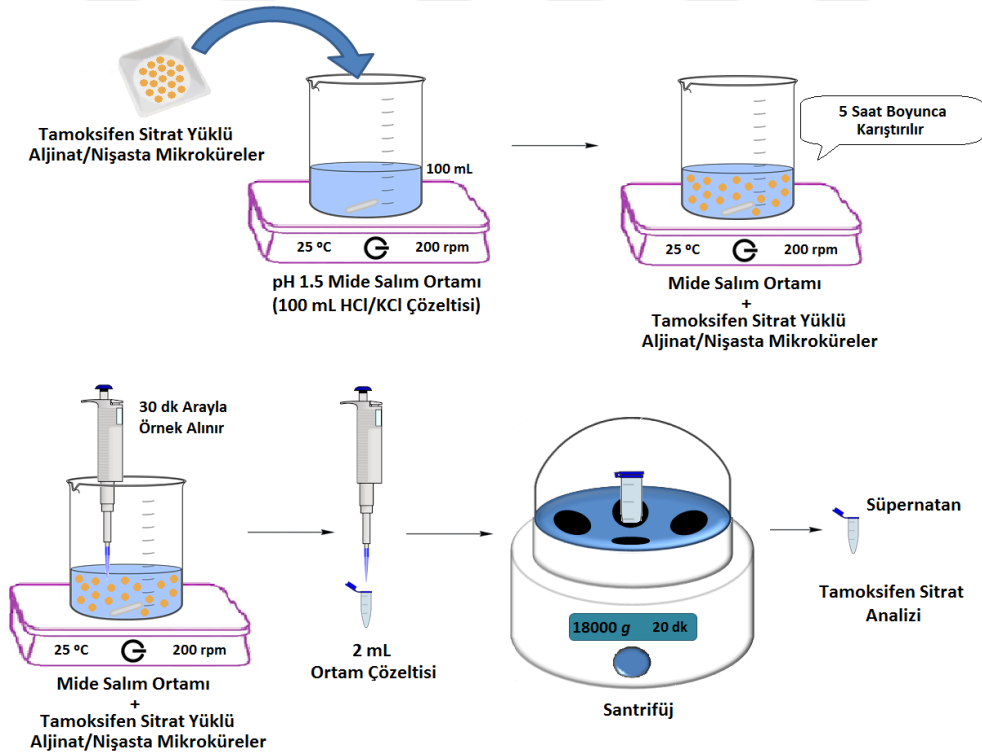 Tamoksifen Sitrat Yüklü
Aljinat/Nişasta Mikroküreler
100 mL
25 ºC
200 rpm
pH 1.5 Mide Salım Ortamı
(100 mL HCl/KCl Çözeltisi)
5 Saat Boyunca
Karıştırılır
25 ºC
200 rpm
Mide Salım Ortamı
+
Tamoksifen Sitrat Yüklü
Aljinat/Nişasta Mikroküreler
30 dk Arayla
Örnek Alınır
25 ºC
200 rpm
Mide Salım Ortamı
+
Tamoksifen Sitrat Yüklü
Aljinat/Nişasta Mikroküreler
2 mL
Ortam Çözeltisi
18000 g
20 dk
Santrifüj
Süpernatan
Tamoksifen Sitrat
Analizi